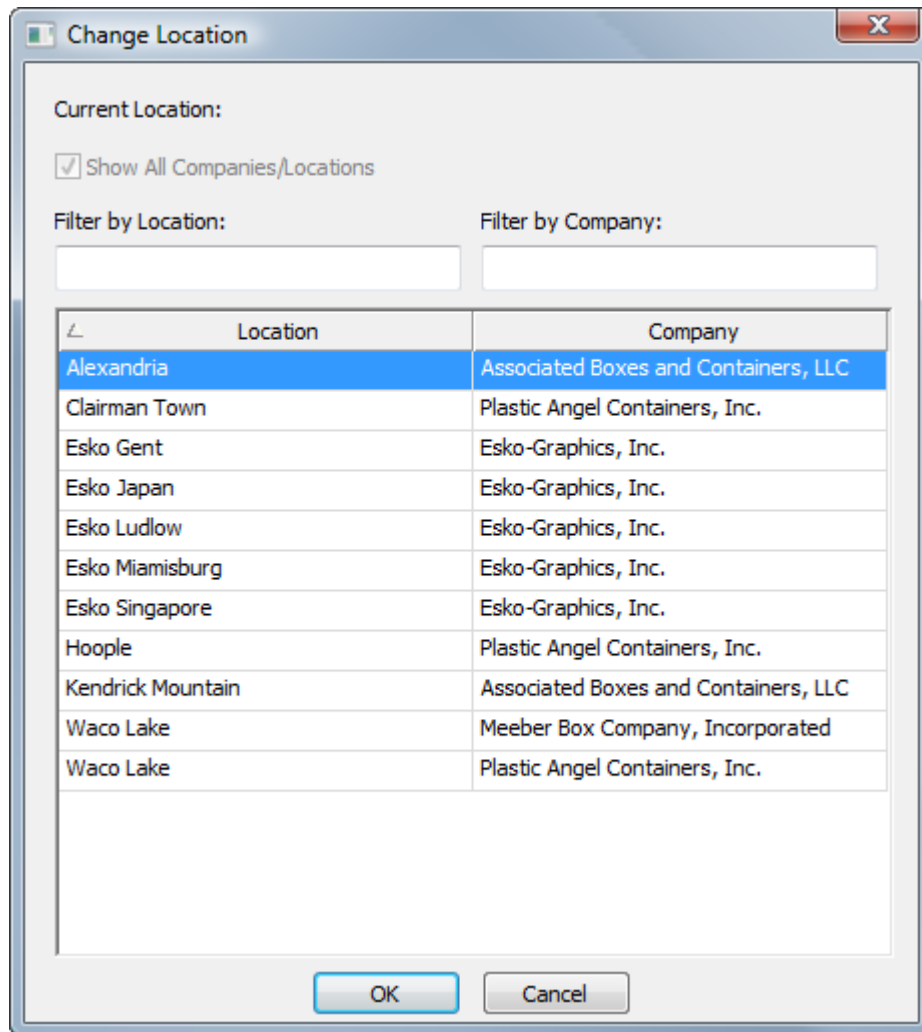 Change Location
Current Location:
Show All Companies/Locations
Filter by Location: Filter by Company:
Location Company
Alexandria Associated Boxes and Containers, LLC
Clairman Town Plastic Angel Containers, Inc.
Esko Gent Esko-Graphics, Inc.
Esko Japan Esko-Graphics, Inc.
Esko Ludlow Esko-Graphics, Inc.
Esko Miamisburg Esko-Graphics, Inc.
Esko Singapore Esko-Graphics, Inc.
Hoople Plastic Angel Containers, Inc.
Kendrick Mountain Associated Boxes and Containers, LLC
Waco Lake Meeber Box Company, Incorporated
Waco Lake Plastic Angel Containers, Inc.
OK Cancel